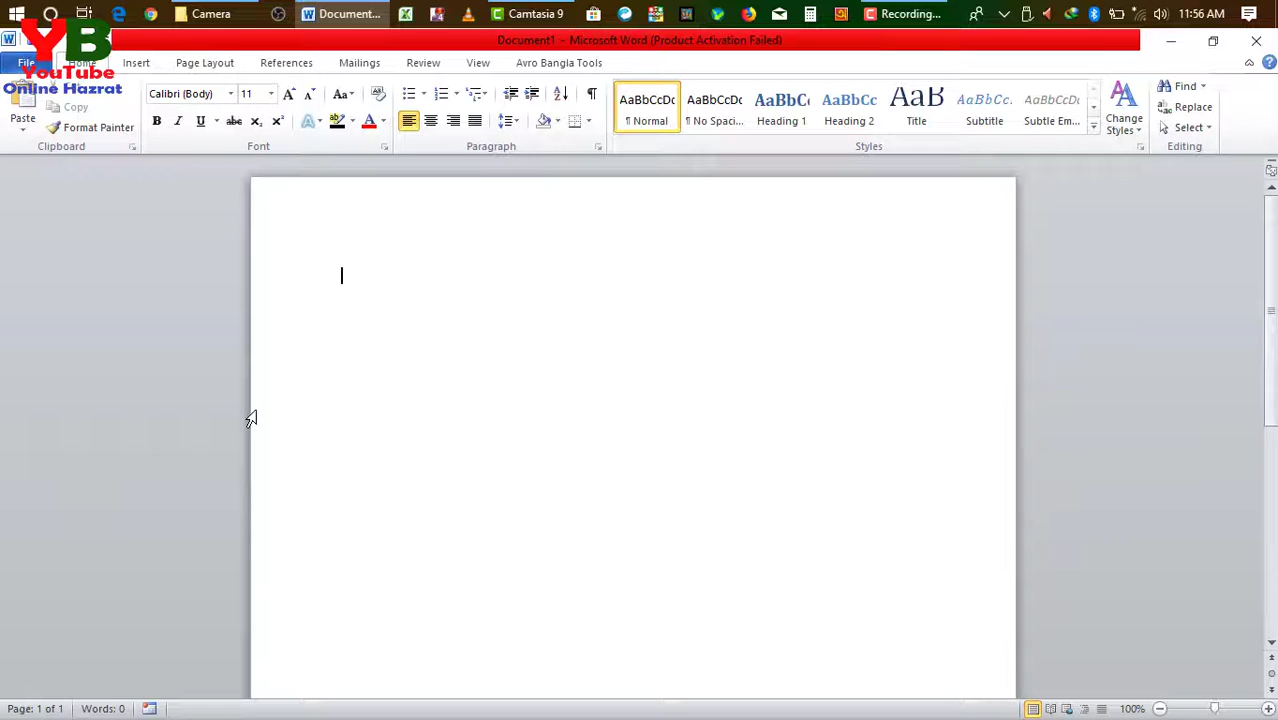 Camera
Document...
Camtasia 9
Recording...
11:56 AM
Document1 - Microsoft Word (Product Activation Failed)
YB
YouTube
Online Hazrat
File
Home
Insert
Page Layout
References
Mailings
Review
View
Avro Bangla Tools
Paste
Copy
Format Painter
Clipboard
Calibri (Body)
11
Font
Paragraph
AaBbCcDc
¶ Normal
AaBbCcDc
¶ No Spaci...
AaBbCc
Heading 1
AaBbCc
Heading 2
AaB
Title
AaBbCc.
Subtitle
AaBbCcDc
Subtle Em...
Change
Styles
Styles
Find
Replace
Select
Editing
Page: 1 of 1
Words: 0
100%